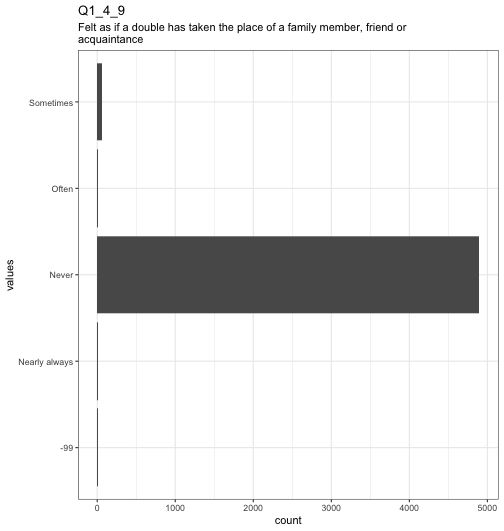 Q1_4_9
Felt as if a double has taken the place of a family member, friend or
acquaintance
Sometimes
Often
Never
Nearly always
-99
values
0 1000 2000 3000 4000 5000
count